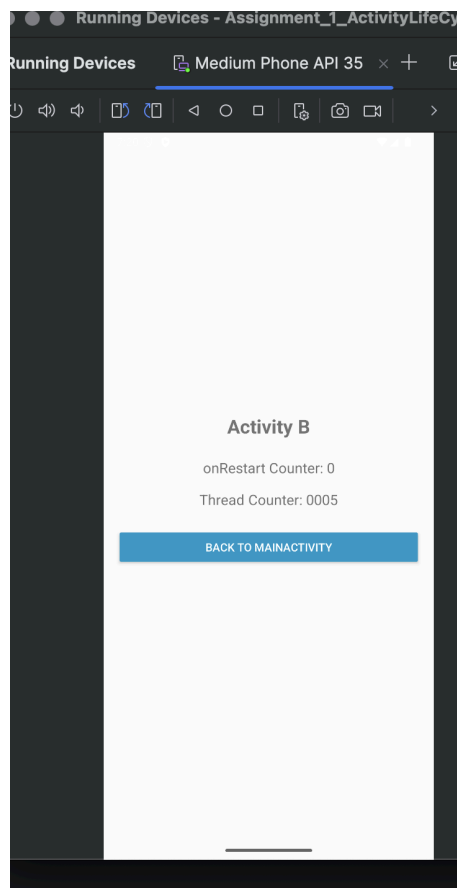 Running Devices - Assignment_1_ActivityLifeCy
Running Devices
Medium Phone API 35
Activity B
onRestart Counter: 0
Thread Counter: 0005
BACK TO MAINACTIVITY